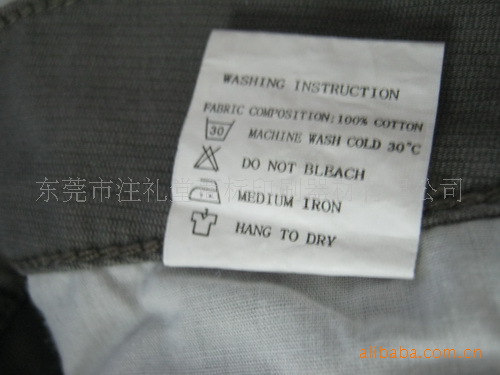 WASHING INSTRUCTION
FABRIC COMPOSITION:100% COTTON
30 MACHINE WASH COLD 30°C
DO NOT BLEACH
东莞市注礼 司
MEDIUM IRON
HANG TO DRY
alibaba.com.cn